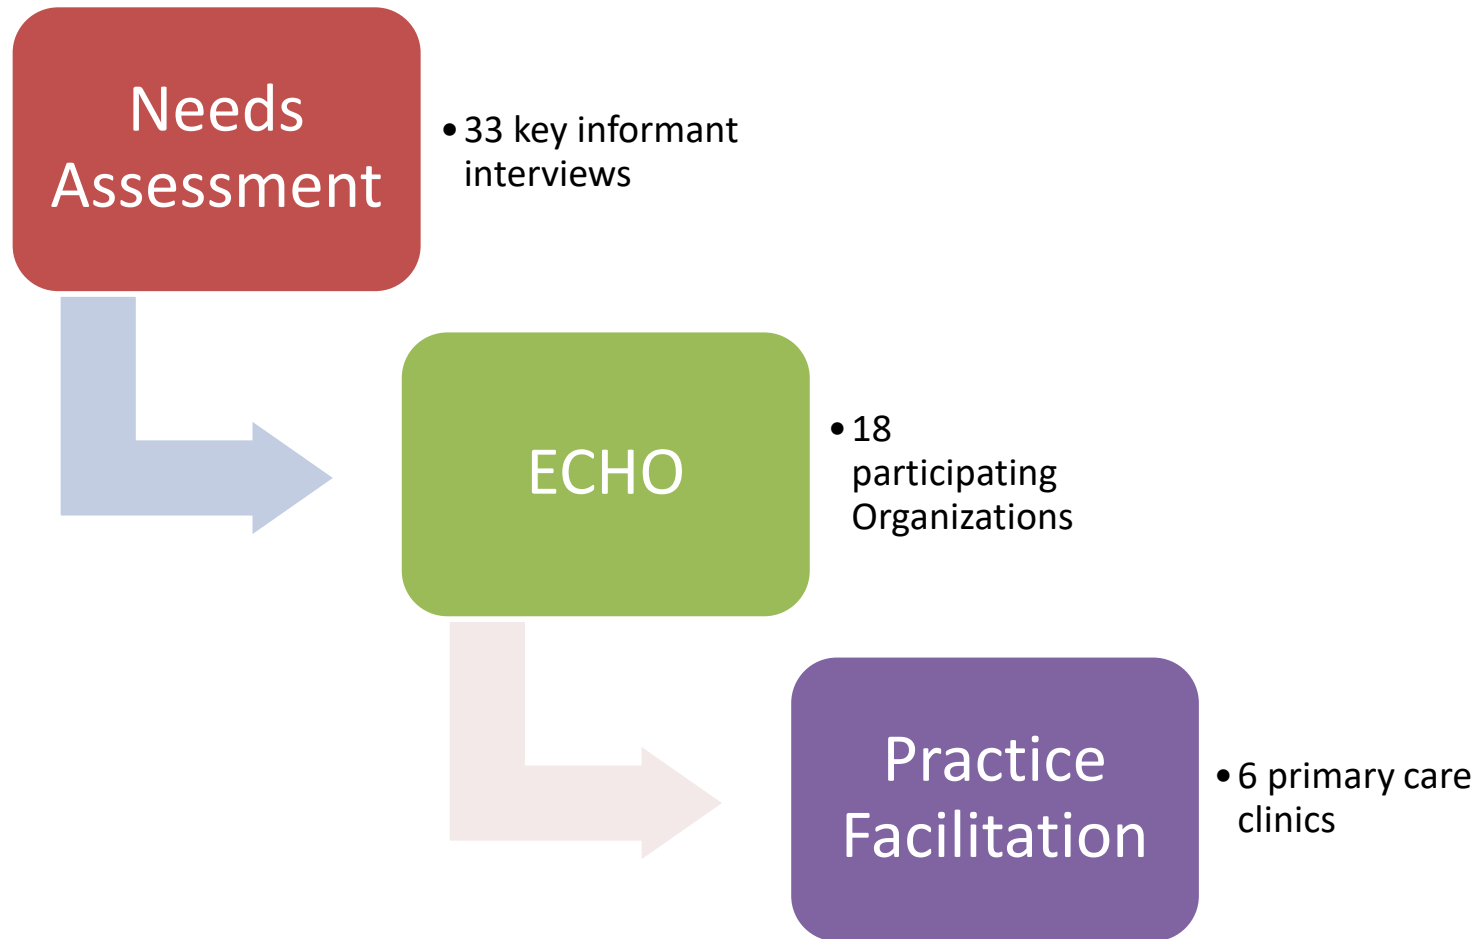 Needs
Assessment
• 33 key informant
interviews
ECHO
• 18
participating
Organizations
Practice
Facilitation
• 6 primary care
clinics